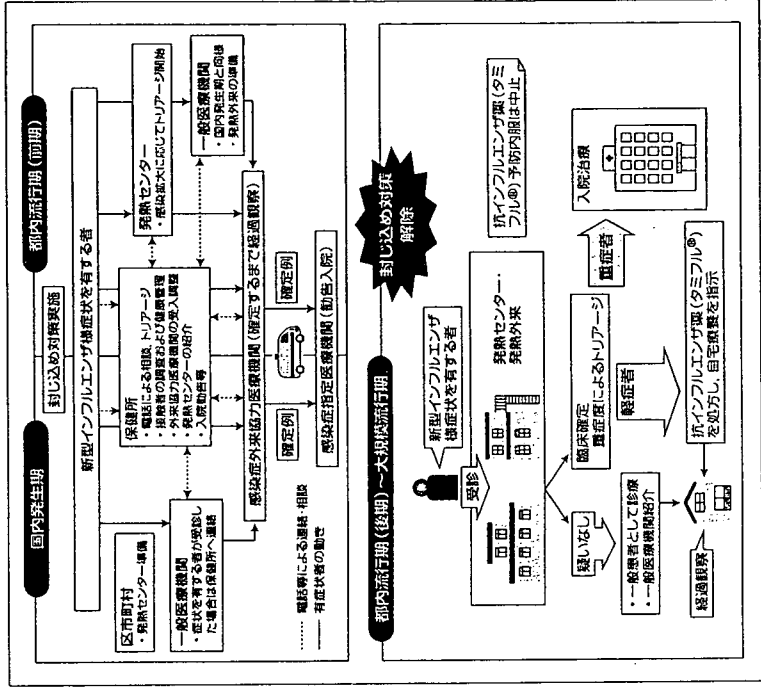 国内発生期
都内流行期（前期）
封じ込め対策実施
新型インフルエンザ様症状を有する者
区市町村
・発熱センター準備
一般医療機関
・症状を有する者が受診し
た場合は保健所へ連絡
保健所
・電話による相談、トリアージ
・接触者の調査および健康管理
・外来協力医療機関の受入調整
・発熱センターの紹介
・入院勧告等
発熱センター
・感染拡大に応じてトリアージ開始
一般医療機関
・国内発生期と同様
・発熱外来の準備
感染症外来協力医療機関（確定するまで経過観察）
確定例
確定例
感染症指定医療機関（勧告入院）
電話等による連絡・相談
有症状者の動き
都内流行期（後期）～大規模流行期
封じ込め対策
解除
新型インフルエンザ
様症状を有する者
受診
発熱センター・
発熱外来
抗インフルエンザ薬（タミ
フル®）予防内服は中止
疑いなし
・一般患者として診療
・一般医療機関紹介
臨床確定
重症度によるトリアージ
重症者
入院治療
軽症者
抗インフルエンザ薬（タミフル®）
を処方し、自宅療養を指示
経過観察